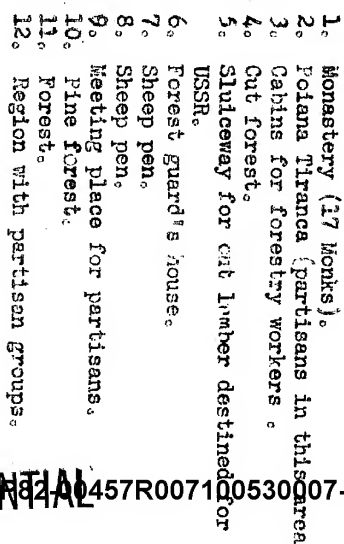 1. Monastery (17 Monks).
2. Poiana Tiranca (partisans in this area
3. Cabins for forestry workers.
4. Cut forest.
5. Sluiceway for cut lumber destined for
USSR.
6. Forest guard's house.
7. Sheep pen.
8. Sheep pen.
9. Meeting place for partisans.
10. Pine forest.
11. Forest.
12. Region with partisan groups.
NTIAL
82-00457R007100530007-